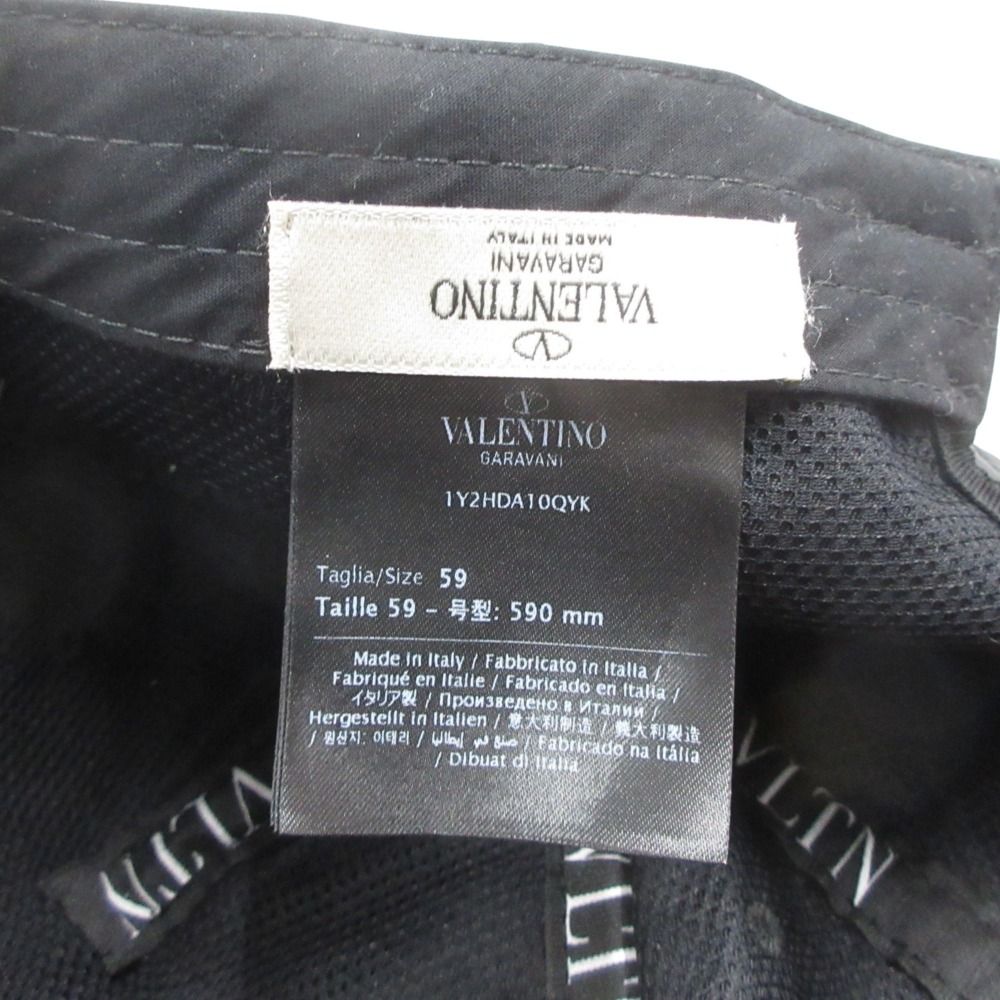 VALENTINO
GARAVANI
MADE IN ITALY
VALENTINO
GARAVANI
1Y2HDA10QYK
Taglia/Size 59
Taille 59 - 号型: 590 mm
Made in Italy / Fabbricato in Italia /
Fabriqué en Italie / Fabricado en Italia /
イタリア製 / Произведено в Италии /
Hergestellt in Italien / 意大利制造 / 義大利製造
/ 원산지: 이태리 / صنع في إيطاليا / Fabricado na Itália
/ Dibuat di Italia
VLTN
VLTN
VLTN